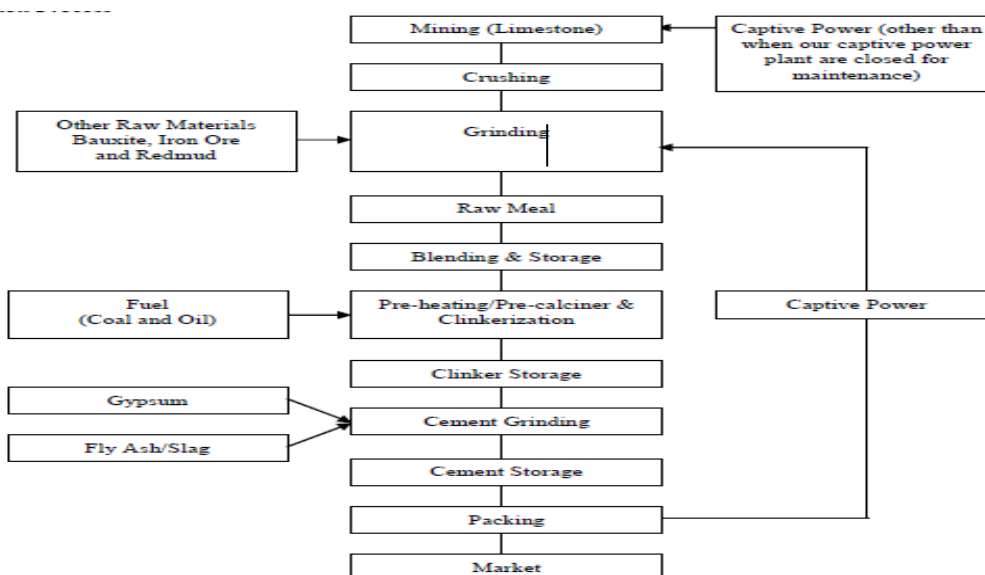 Mining (Limestone)
Captive Power (other than
when our captive power
plant are closed for
maintenance)
Crushing
Other Raw Materials
Bauxite, Iron Ore
and Redmud
Grinding
Raw Meal
Blending & Storage
Fuel
(Coal and Oil)
Pre-heating/Pre-calciner &
Clinkerization
Captive Power
Clinker Storage
Gypsum
Cement Grinding
Fly Ash/Slag
Cement Storage
Packing
Market